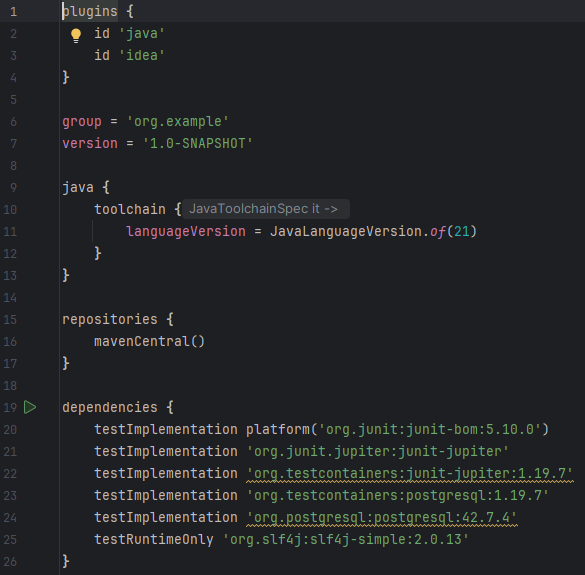 1 plugins {
2 id 'java'
3 id 'idea'
4 }
5
6 group = 'org.example'
7 version = '1.0-SNAPSHOT'
8
9 java {
10 toolchain { JavaToolchainSpec it ->
11 languageVersion = JavaLanguageVersion.of(21)
12 }
13 }
14
15 repositories {
16 mavenCentral()
17 }
18
19 dependencies {
20 testImplementation platform('org.junit:junit-bom:5.10.0')
21 testImplementation 'org.junit.jupiter:junit-jupiter'
22 testImplementation 'org.testcontainers:junit-jupiter:1.19.7'
23 testImplementation 'org.testcontainers:postgresql:1.19.7'
24 testImplementation 'org.postgresql:postgresql:42.7.4'
25 testRuntimeOnly 'org.slf4j:slf4j-simple:2.0.13'
26 }